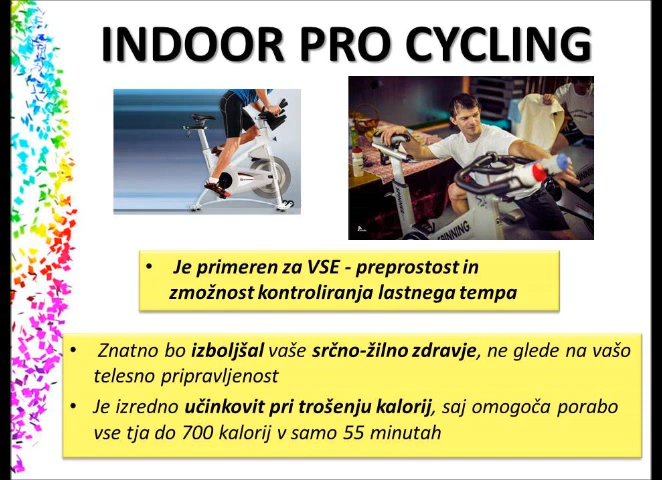 INDOOR PRO CYCLING
SPINNING
• Je primeren za VSE - preprostost in
zmožnost kontroliranja lastnega tempa
• Znatno bo izboljšal vaše srčno-žilno zdravje, ne glede na vašo
telesno pripravljenost
• Je izredno učinkovit pri trošenju kalorij, saj omogoča porabo
vse tja do 700 kalorij v samo 55 minutah